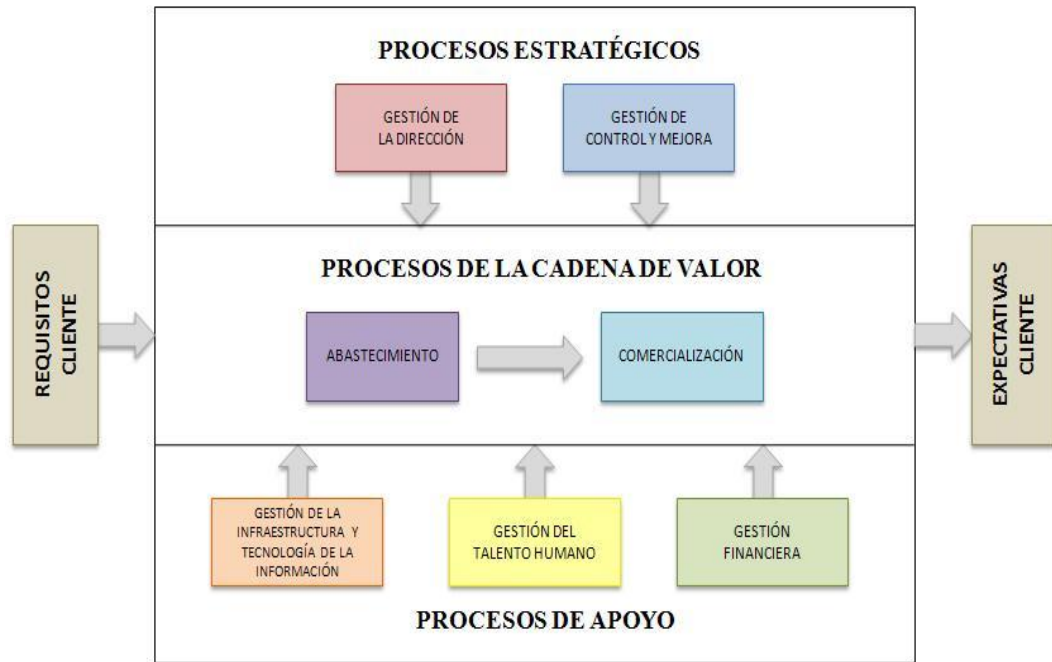 PROCESOS ESTRATÉGICOS
GESTIÓN DE
LA DIRECCIÓN
GESTIÓN DE
CONTROL Y MEJORA
REQUISITOS
CLIENTE
PROCESOS DE LA CADENA DE VALOR
ABASTECIMIENTO
COMERCIALIZACIÓN
EXPECTATIVAS
CLIENTE
GESTIÓN DE LA
INFRAESTRUCTURA Y
TECNOLOGÍA DE LA
INFORMACIÓN
GESTIÓN DEL
TALENTO HUMANO
GESTIÓN
FINANCIERA
PROCESOS DE APOYO